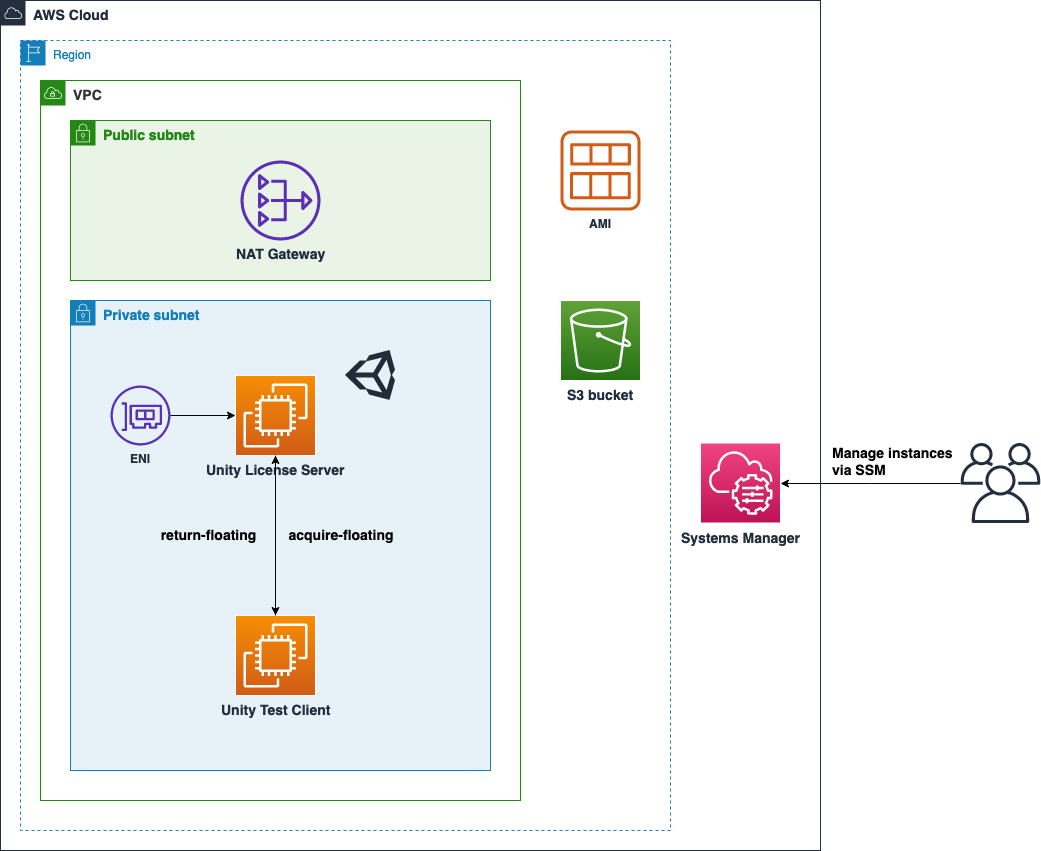 AWS Cloud
Region
VPC
Public subnet
NAT Gateway
AMI
Private subnet
S3 bucket
ENI
Unity License Server
Manage instances
via SSM
return-floating
acquire-floating
Systems Manager
Unity Test Client